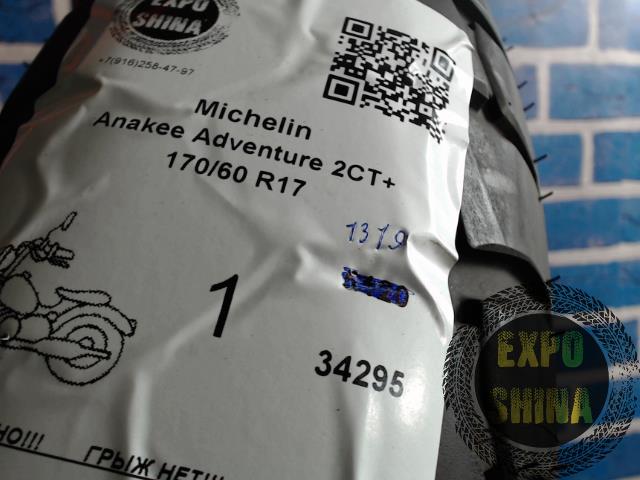 EXPO
SHINA
+7(916)258-47-97
Michelin
Anakee Adventure 2CT+
170/60 R17
1319
1
34295
НО!!! ГРЫЖ НЕТ!!!
EXPO
SHINA